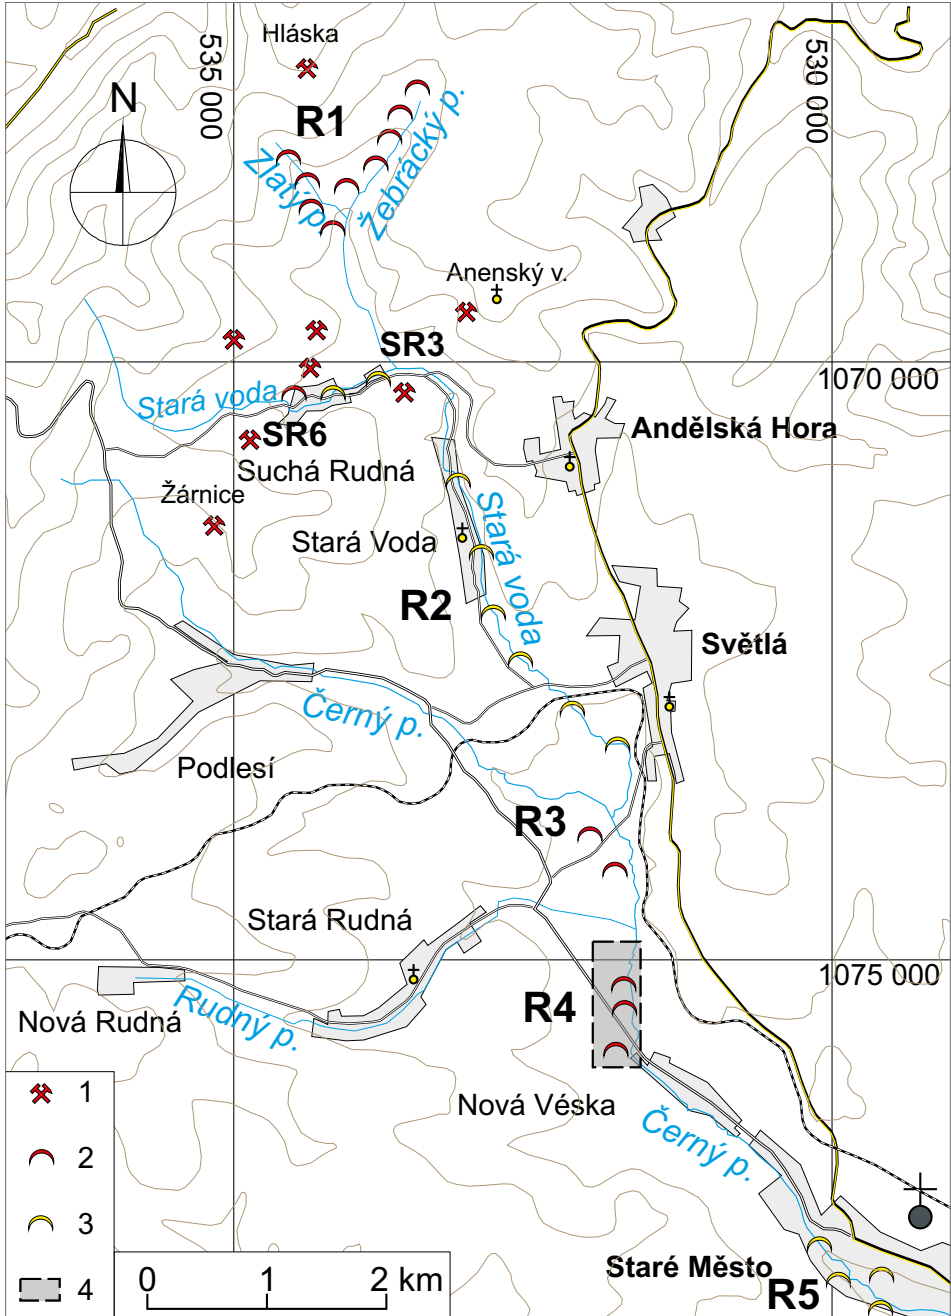 Hláska
535 000
530 000
N
R1
Zlatý p.
Žebrácký p.
Anenský v.
SR3
1070 000
Stará voda
SR6
Suchá Rudná
Andělská Hora
Žárnice
Stará Voda
Stará voda
R2
Světlá
Černý p.
Podlesí
R3
Stará Rudná
1075 000
Nová Rudná
Rudný p.
R4
Nová Véska
Černý p.
1
2
3
4
0 1 2 km
Staré Město
R5